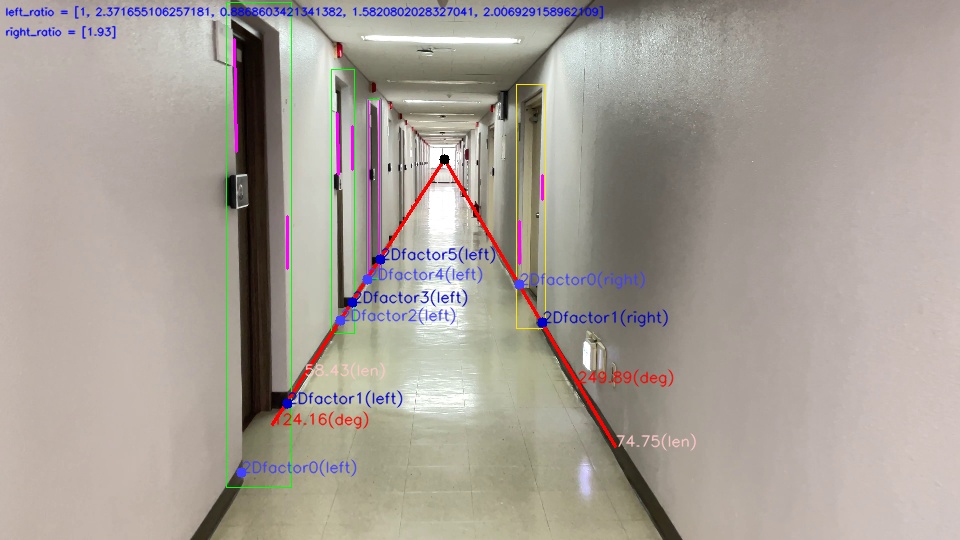 left_ratio = [1, 2.371655106257181, 0.8868603421341382, 1.5820802028327041, 2.006929158962109]
right_ratio = [1.93]
2Dfactor5(left)
2Dfactor4(left)
2Dfactor0(right)
2Dfactor3(left)
2Dfactor2(left)
2Dfactor1(right)
58.43(len)
249.89(deg)
2Dfactor1(left)
124.16(deg)
74.75(len)
2Dfactor0(left)